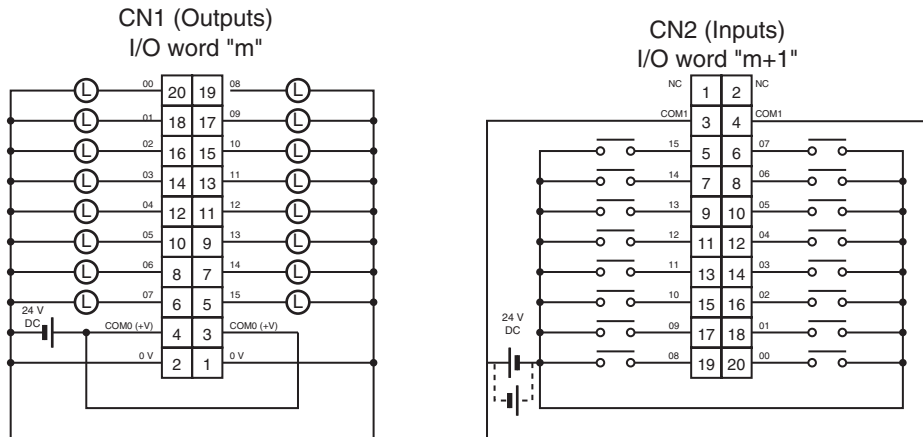 CN1 (Outputs)
I/O word "m"
L 00 20 19 08 L
L 01 18 17 09 L
L 02 16 15 10 L
L 03 14 13 11 L
L 04 12 11 12 L
L 05 10 9 13 L
L 06 8 7 14 L
L 07 6 5 15 L
24 V
DC
COM0 (+V) 4 3 COM0 (+V)
0 V 2 1 0 V
CN2 (Inputs)
I/O word "m+1"
NC 1 2 NC
COM1 3 4 COM1
15 5 6 07
14 7 8 06
13 9 10 05
12 11 12 04
11 13 14 03
10 15 16 02
24 V
DC
09 17 18 01
08 19 20 00